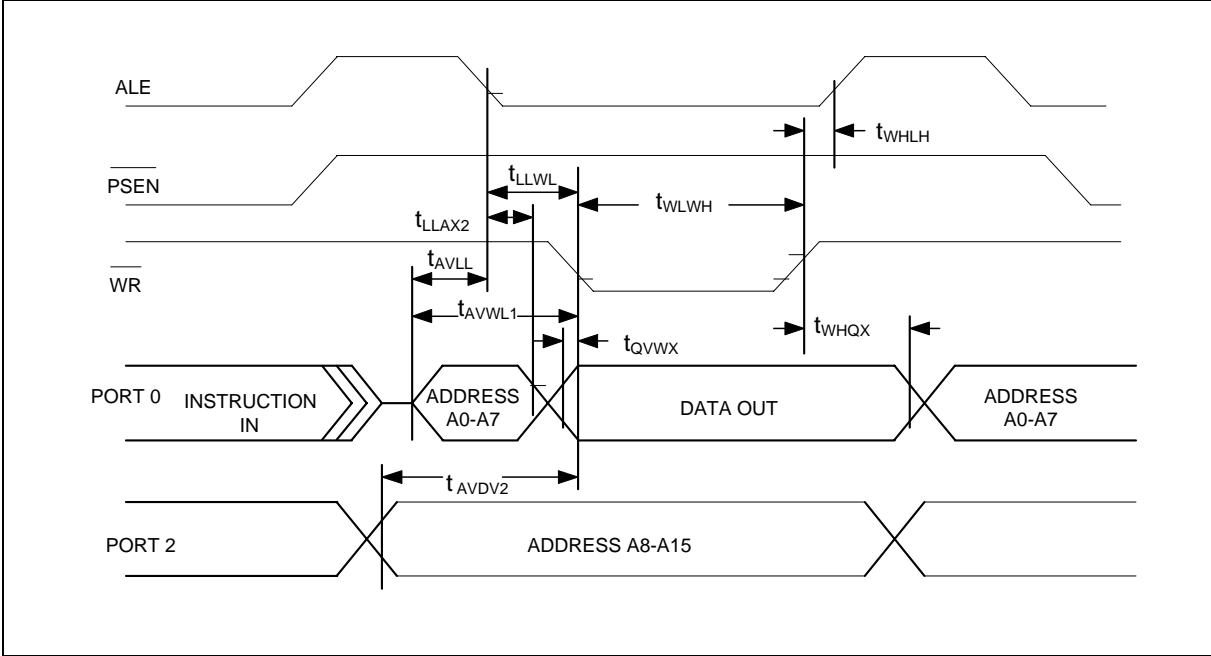 ALE
tWHLH
PSEN
tLLWL
tWLWH
tLLAX2
WR
tAVLL
tAVWL1
tWHQX
tQVWX
PORT 0
INSTRUCTION
IN
ADDRESS
A0-A7
DATA OUT
ADDRESS
A0-A7
t AVDV2
PORT 2
ADDRESS A8-A15